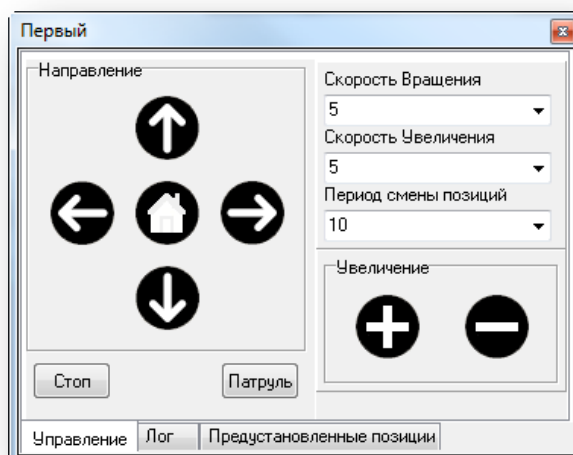 Первый
Направление
Стоп
Патруль
Скорость Вращения
5
Скорость Увеличения
5
Период смены позиций
10
Увеличение
Управление
Лог
Предустановленные позиции